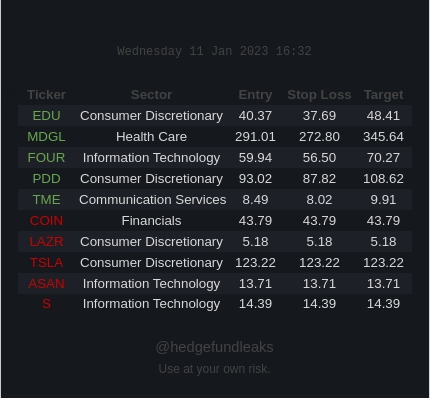 Wednesday 11 Jan 2023 16:32
Ticker Sector Entry Stop Loss Target
EDU Consumer Discretionary 40.37 37.69 48.41
MDGL Health Care 291.01 272.80 345.64
FOUR Information Technology 59.94 56.50 70.27
PDD Consumer Discretionary 93.02 87.82 108.62
TME Communication Services 8.49 8.02 9.91
COIN Financials 43.79 43.79 43.79
LAZR Consumer Discretionary 5.18 5.18 5.18
TSLA Consumer Discretionary 123.22 123.22 123.22
ASAN Information Technology 13.71 13.71 13.71
S Information Technology 14.39 14.39 14.39
@hedgefundleaks
Use at your own risk.